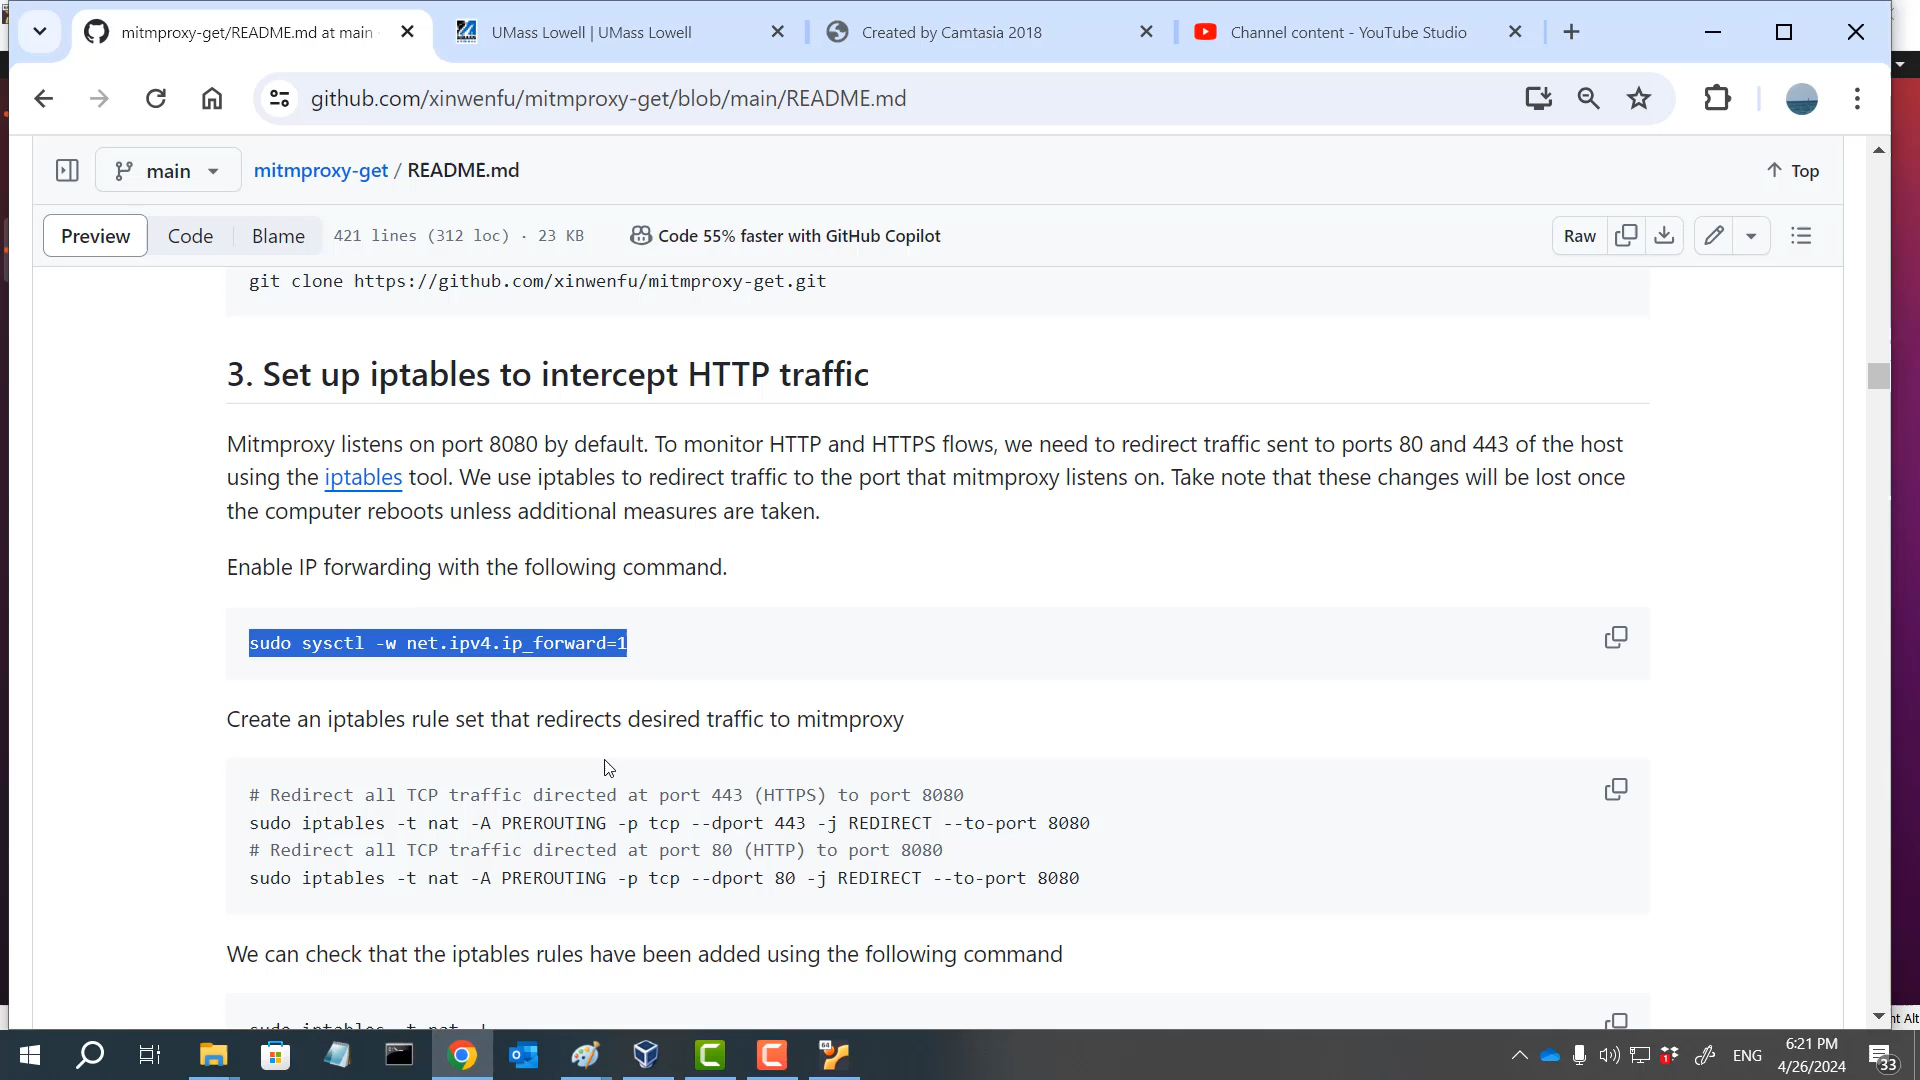 mitmproxy-get/README.md at main
UMass Lowell | UMass Lowell
Created by Camtasia 2018
Channel content - YouTube Studio
github.com/xinwenfu/mitmproxy-get/blob/main/README.md
main
mitmproxy-get / README.md
Top
Preview
Code
Blame
421 lines (312 loc) · 23 KB
Code 55% faster with GitHub Copilot
Raw
git clone https://github.com/xinwenfu/mitmproxy-get.git
3. Set up iptables to intercept HTTP traffic
Mitmproxy listens on port 8080 by default. To monitor HTTP and HTTPS flows, we need to redirect traffic sent to ports 80 and 443 of the host
using the iptables tool. We use iptables to redirect traffic to the port that mitmproxy listens on. Take note that these changes will be lost once
the computer reboots unless additional measures are taken.
Enable IP forwarding with the following command.
sudo sysctl -w net.ipv4.ip_forward=1
Create an iptables rule set that redirects desired traffic to mitmproxy
# Redirect all TCP traffic directed at port 443 (HTTPS) to port 8080
sudo iptables -t nat -A PREROUTING -p tcp --dport 443 -j REDIRECT --to-port 8080
# Redirect all TCP traffic directed at port 80 (HTTP) to port 8080
sudo iptables -t nat -A PREROUTING -p tcp --dport 80 -j REDIRECT --to-port 8080
We can check that the iptables rules have been added using the following command
sudo iptables -t nat
nt Alt
64
1
ENG
6:21 PM
4/26/2024
33